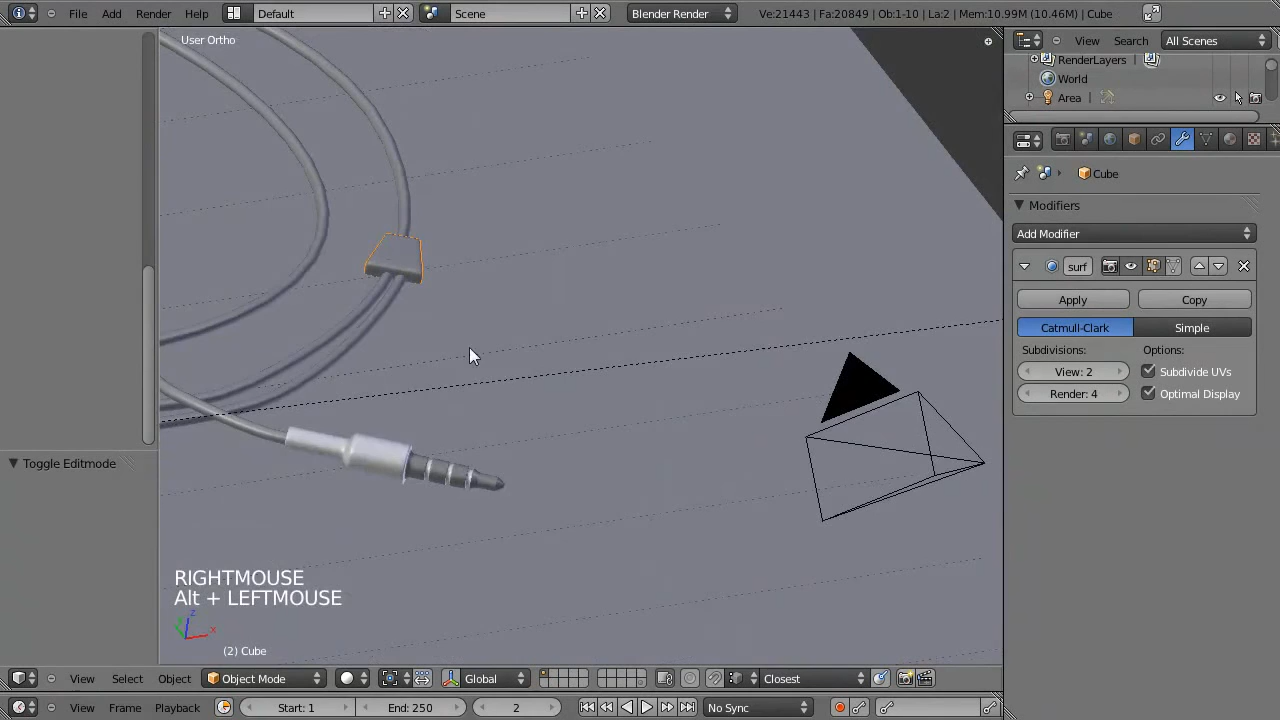 File Add Render Help Default Scene Blender Render Ve:21443 | Fa:20849 | Ob:1-10 | La:2 | Mem:10.99M (10.46M) | Cube
User Ortho
View Search All Scenes
RenderLayers |
World
Area |
Cube
Modifiers
Add Modifier
surf
Apply Copy
Catmull-Clark Simple
Subdivisions: Options:
View: 2 Subdivide UVs
Render: 4 Optimal Display
Toggle Editmode
RIGHTMOUSE
Alt + LEFTMOUSE
z
y x
(2) Cube
View Select Object Object Mode Global Closest
View Frame Playback Start: 1 End: 250 2 No Sync